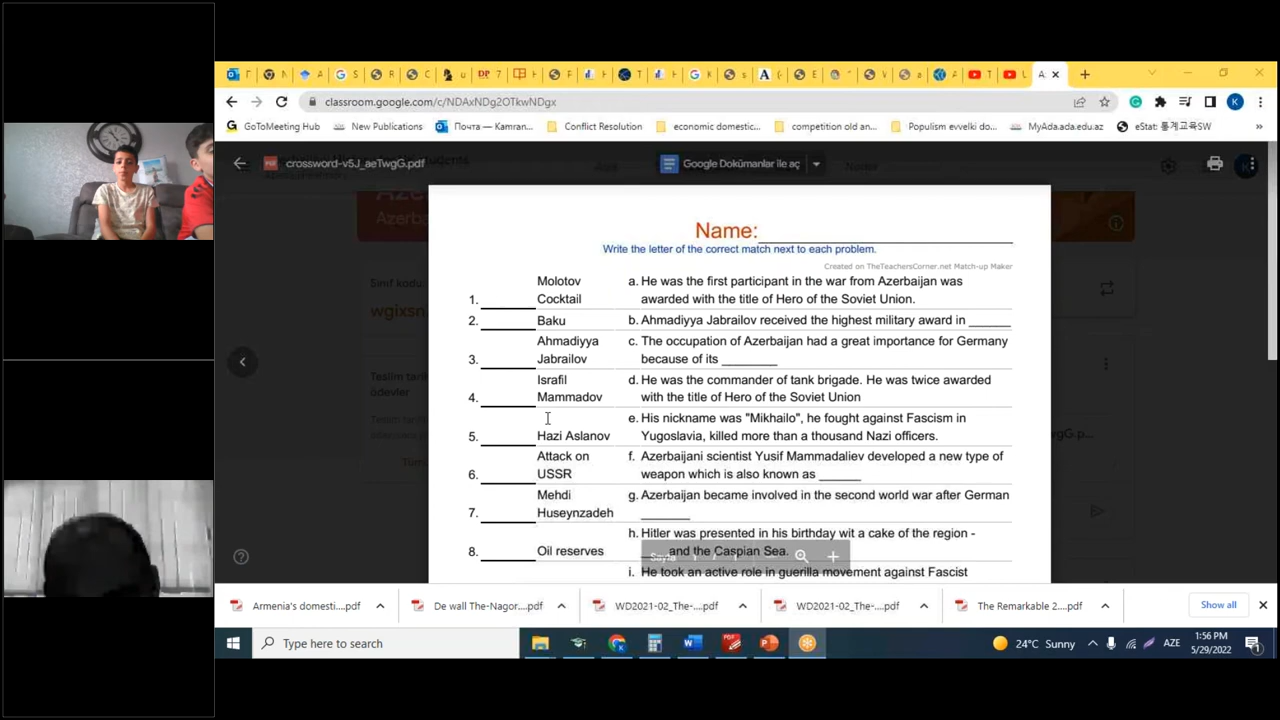 classroom.google.com/c/NDAxNDg2OTkwNDgx
GoToMeeting Hub
New Publications
Почта — Kamran...
Conflict Resolution
economic domestic...
competition old an...
Populism evvelki do...
MyAda.ada.edu.az
eStat: 통계교육SW
»
crossword-v5J_aeTwgG.pdf
Google Dokümanlar ile aç
Name:
Write the letter of the correct match next to each problem.
Created on TheTeachersCorner.net Match-up Maker
1. ______ Molotov Cocktail
a. He was the first participant in the war from Azerbaijan was
awarded with the title of Hero of the Soviet Union.
2. ______ Baku
b. Ahmadiyya Jabrailov received the highest military award in ______
3. ______ Ahmadiyya Jabrailov
c. The occupation of Azerbaijan had a great importance for Germany
because of its ________
4. ______ Israfil Mammadov
d. He was the commander of tank brigade. He was twice awarded
with the title of Hero of the Soviet Union
5. ______ Hazi Aslanov
e. His nickname was "Mikhailo", he fought against Fascism in
Yugoslavia, killed more than a thousand Nazi officers.
6. ______ Attack on USSR
f. Azerbaijani scientist Yusif Mammadaliev developed a new type of
weapon which is also known as ______
7. ______ Mehdi Huseynzadeh
g. Azerbaijan became involved in the second world war after German
_______
8. ______ Oil reserves
h. Hitler was presented in his birthday wit a cake of the region -
and the Caspian Sea.
i. He took an active role in guerilla movement against Fascist
Sınıf kodu:
Armenia's domesti....pdf
De wall The-Nagor....pdf
WD2021-02_The-....pdf
WD2021-02_The-....pdf
The Remarkable 2....pdf
Show all
Type here to search
24°C Sunny
AZE
1:56 PM
5/29/2022